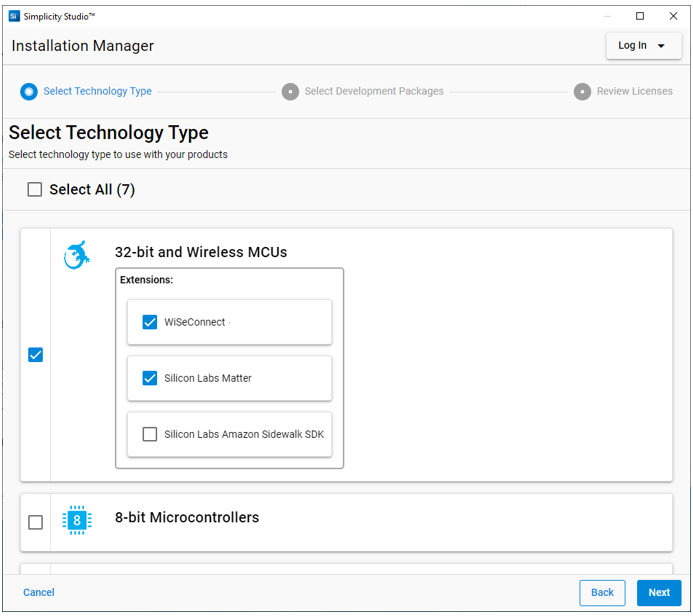 Si Simplicity Studio™
Installation Manager
Log In
Select Technology Type
Select Development Packages
Review Licenses
Select Technology Type
Select technology type to use with your products
Select All (7)
32-bit and Wireless MCUs
Extensions:
WiSeConnect
Silicon Labs Matter
Silicon Labs Amazon Sidewalk SDK
8
8-bit Microcontrollers
Cancel
Back
Next